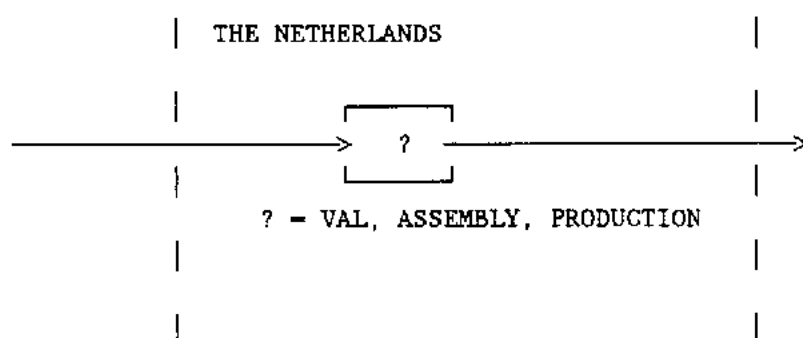 THE NETHERLANDS
?
? = VAL, ASSEMBLY, PRODUCTION